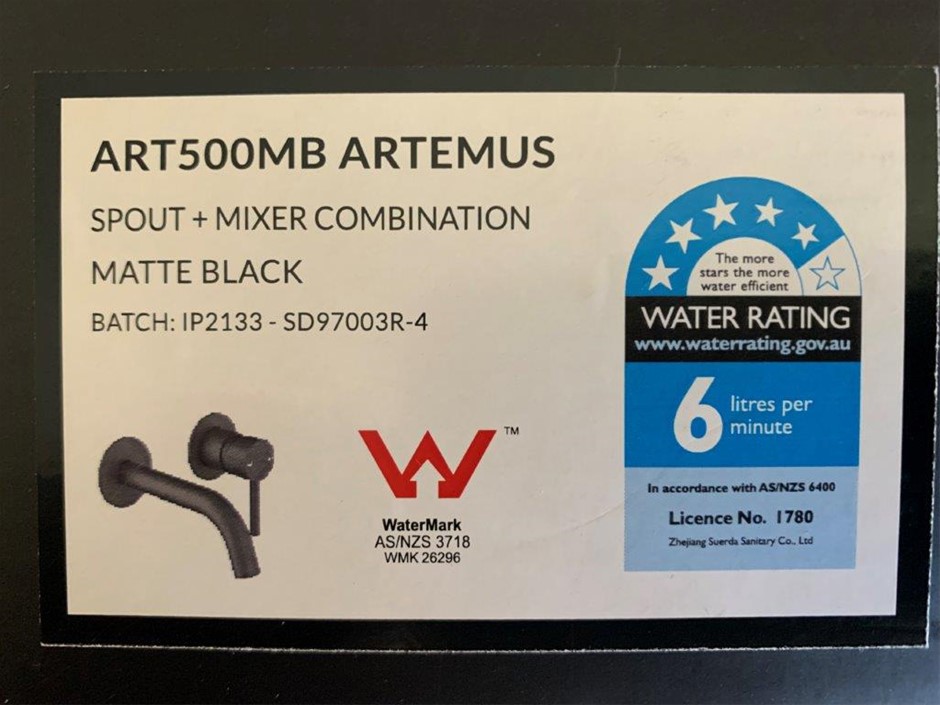 ART500MB ARTEMUS
SPOUT + MIXER COMBINATION
MATTE BLACK
BATCH: IP2133 - SD97003R-4
TM
WaterMark
AS/NZS 3718
WMK 26296
The more
stars the more
water efficient
WATER RATING
www.waterrating.gov.au
6 litres per
minute
In accordance with AS/NZS 6400
Licence No. 1780
Zhejiang Suerda Sanitary Co., Ltd